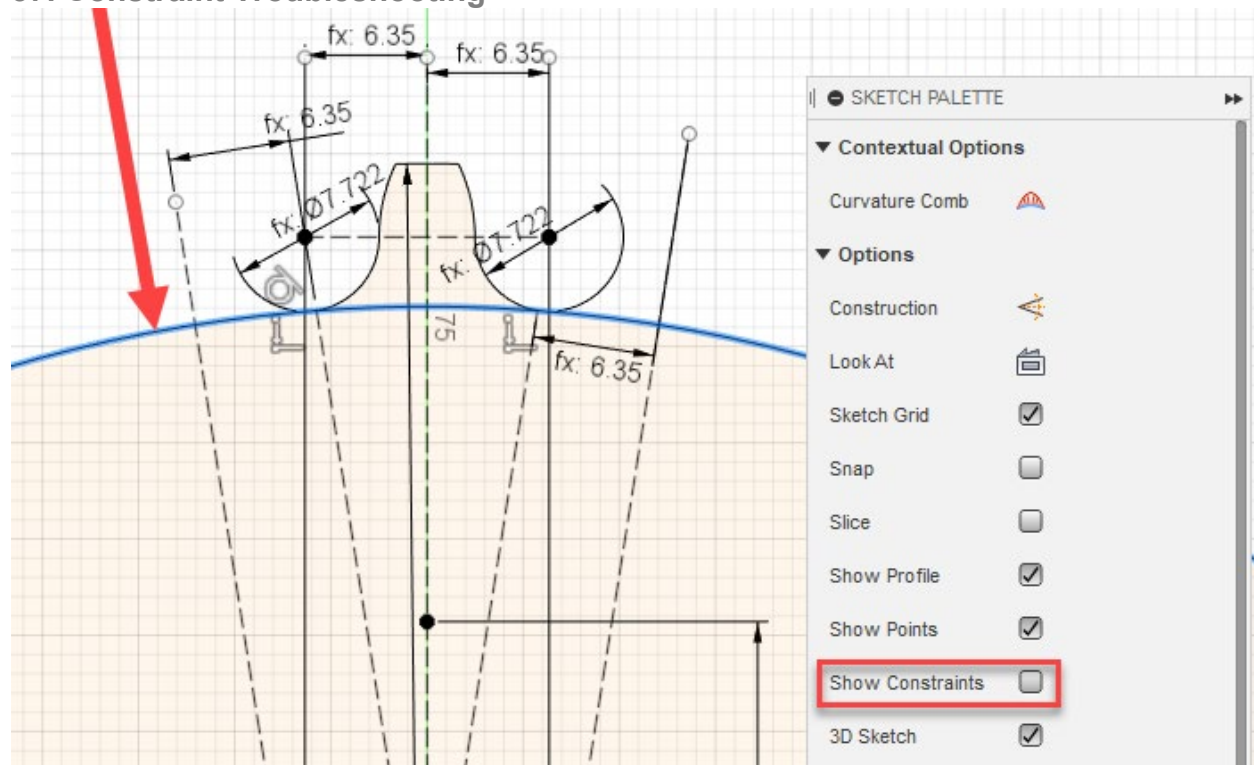 fx: 6.35
fx: 6.35
fx: 6.35
fx: Ø7.722
fx: Ø7.722
75
fx: 6.35
SKETCH PALETTE
Contextual Options
Curvature Comb
Options
Construction
Look At
Sketch Grid
Snap
Slice
Show Profile
Show Points
Show Constraints
3D Sketch